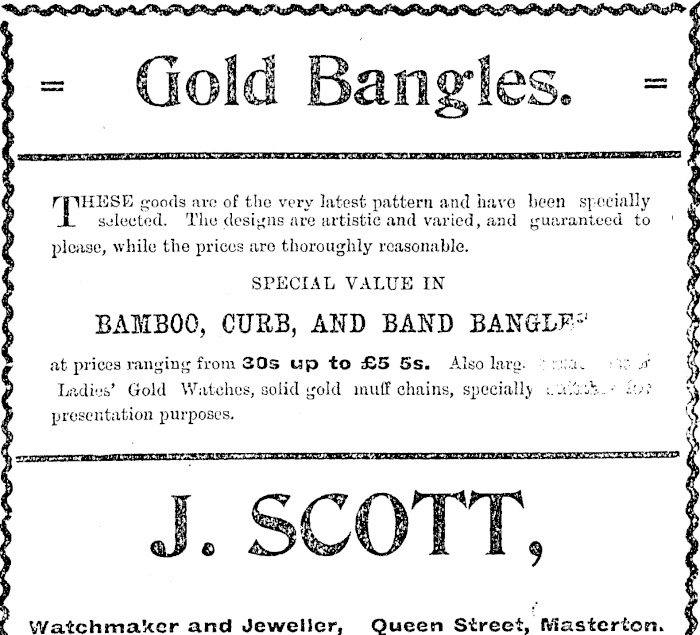 = Gold Bangles. =
THESE goods are of the very latest pattern and have been specially
selected. The designs are artistic and varied, and guaranteed to
please, while the prices are thoroughly reasonable.
SPECIAL VALUE IN
BAMBOO, CURB, AND BAND BANGLES
at prices ranging from 30s up to £5 5s. Also of
Ladies' Gold Watches, solid gold muff chains, specially for
presentation purposes.
J. SCOTT,
Watchmaker and Jeweller, Queen Street, Masterton.